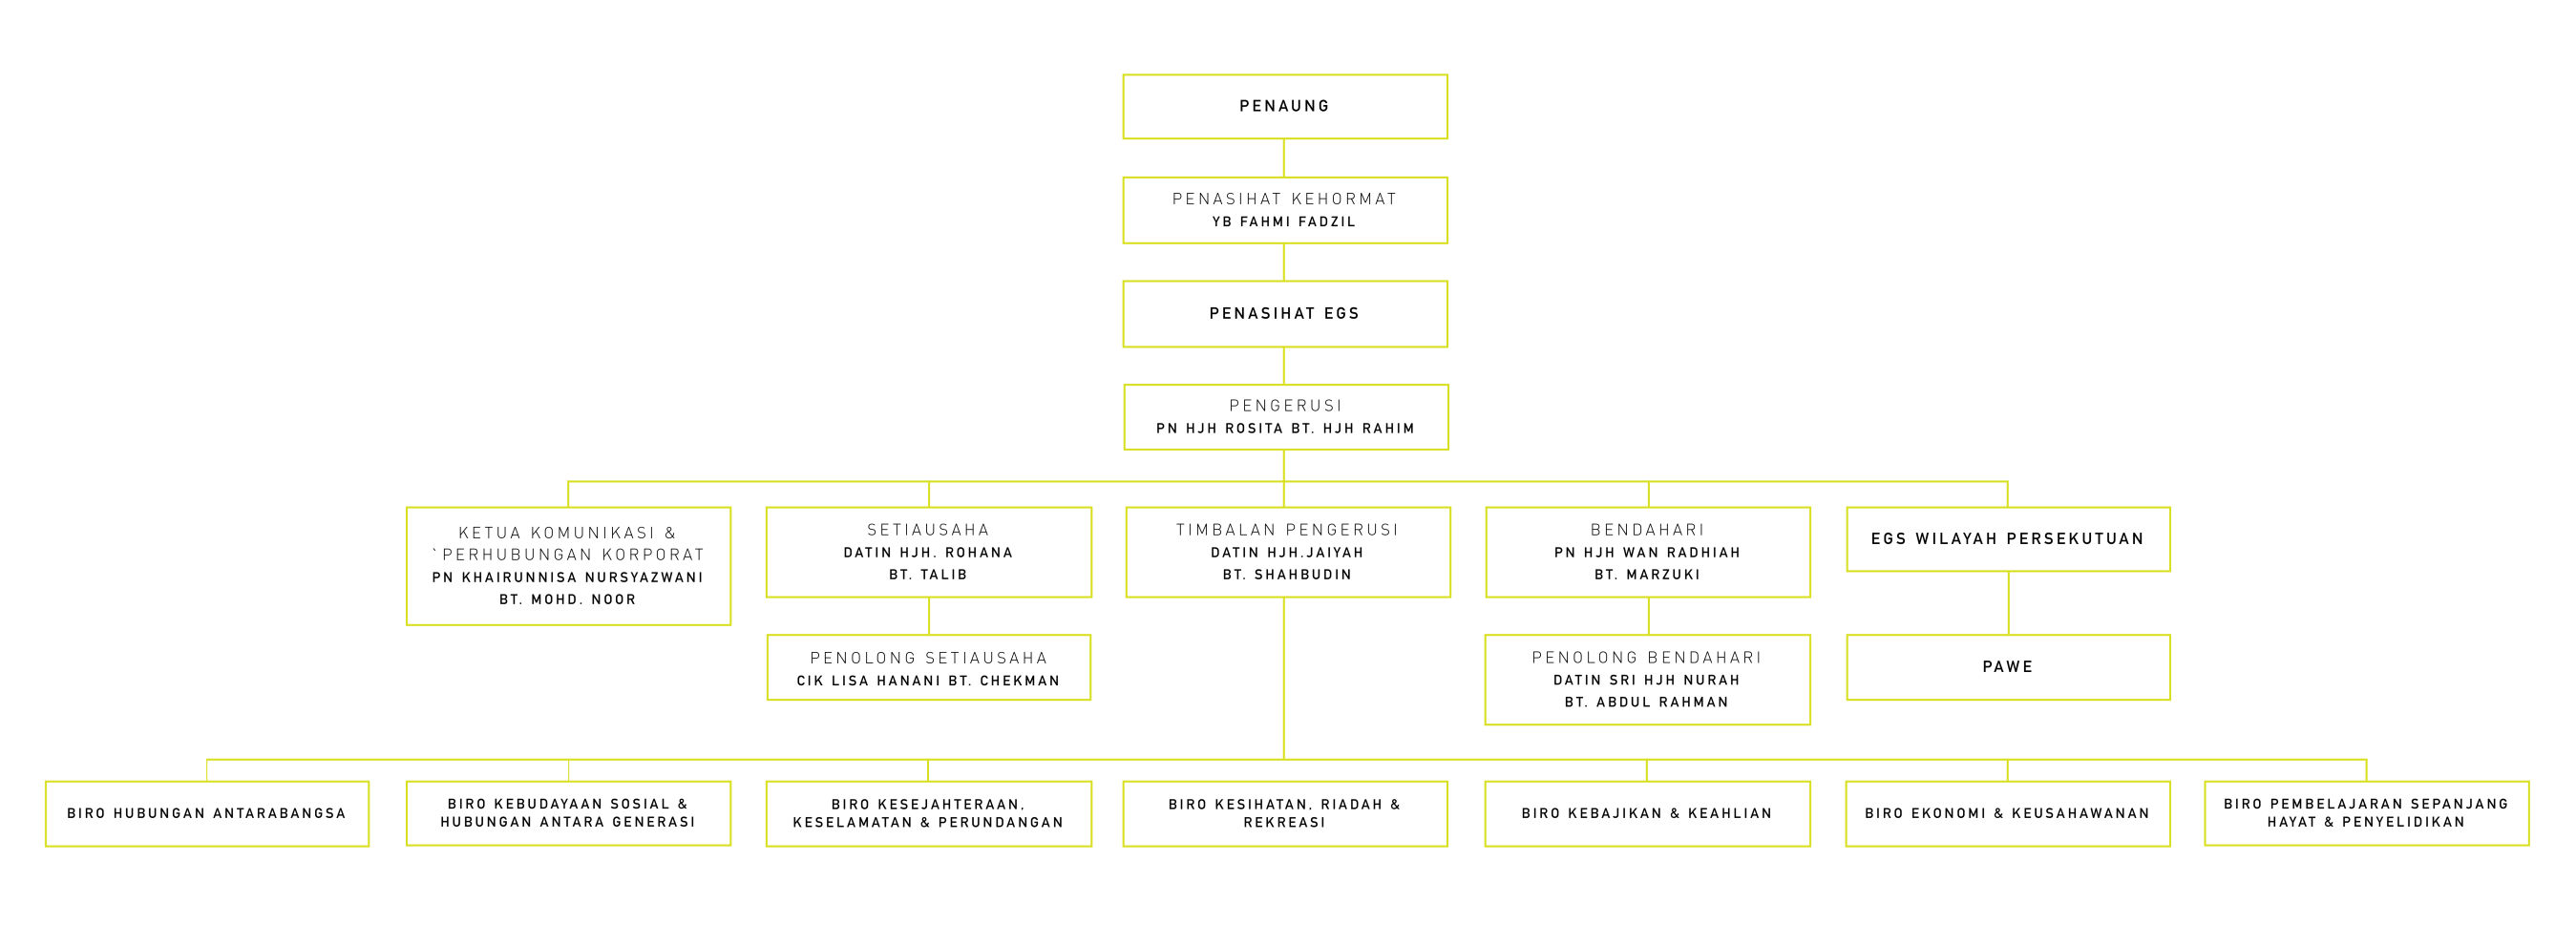 PENAUNG
PENASIHAT KEHORMAT
YB FAHMI FADZIL
PENASIHAT EGS
PENGERUSI
PN HJH ROSITA BT. HJH RAHIM
KETUA KOMUNIKASI &
`PERHUBUNGAN KORPORAT
PN KHAIRUNNISA NURSYAZWANI
BT. MOHD. NOOR
SETIAUSAHA
DATIN HJH. ROHANA
BT. TALIB
TIMBALAN PENGERUSI
DATIN HJH.JAIYAH
BT. SHAHBUDIN
BENDAHARI
PN HJH WAN RADHIAH
BT. MARZUKI
EGS WILAYAH PERSEKUTUAN
PENOLONG SETIAUSAHA
CIK LISA HANANI BT. CHEKMAN
PENOLONG BENDAHARI
DATIN SRI HJH NURAH
BT. ABDUL RAHMAN
PAWE
BIRO HUBUNGAN ANTARABANGSA
BIRO KEBUDAYAAN SOSIAL &
HUBUNGAN ANTARA GENERASI
BIRO KESEJAHTERAAN,
KESELAMATAN & PERUNDANGAN
BIRO KESIHATAN, RIADAH &
REKREASI
BIRO KEBAJIKAN & KEAHLIAN
BIRO EKONOMI & KEUSAHAWANAN
BIRO PEMBELAJARAN SEPANJANG
HAYAT & PENYELIDIKAN